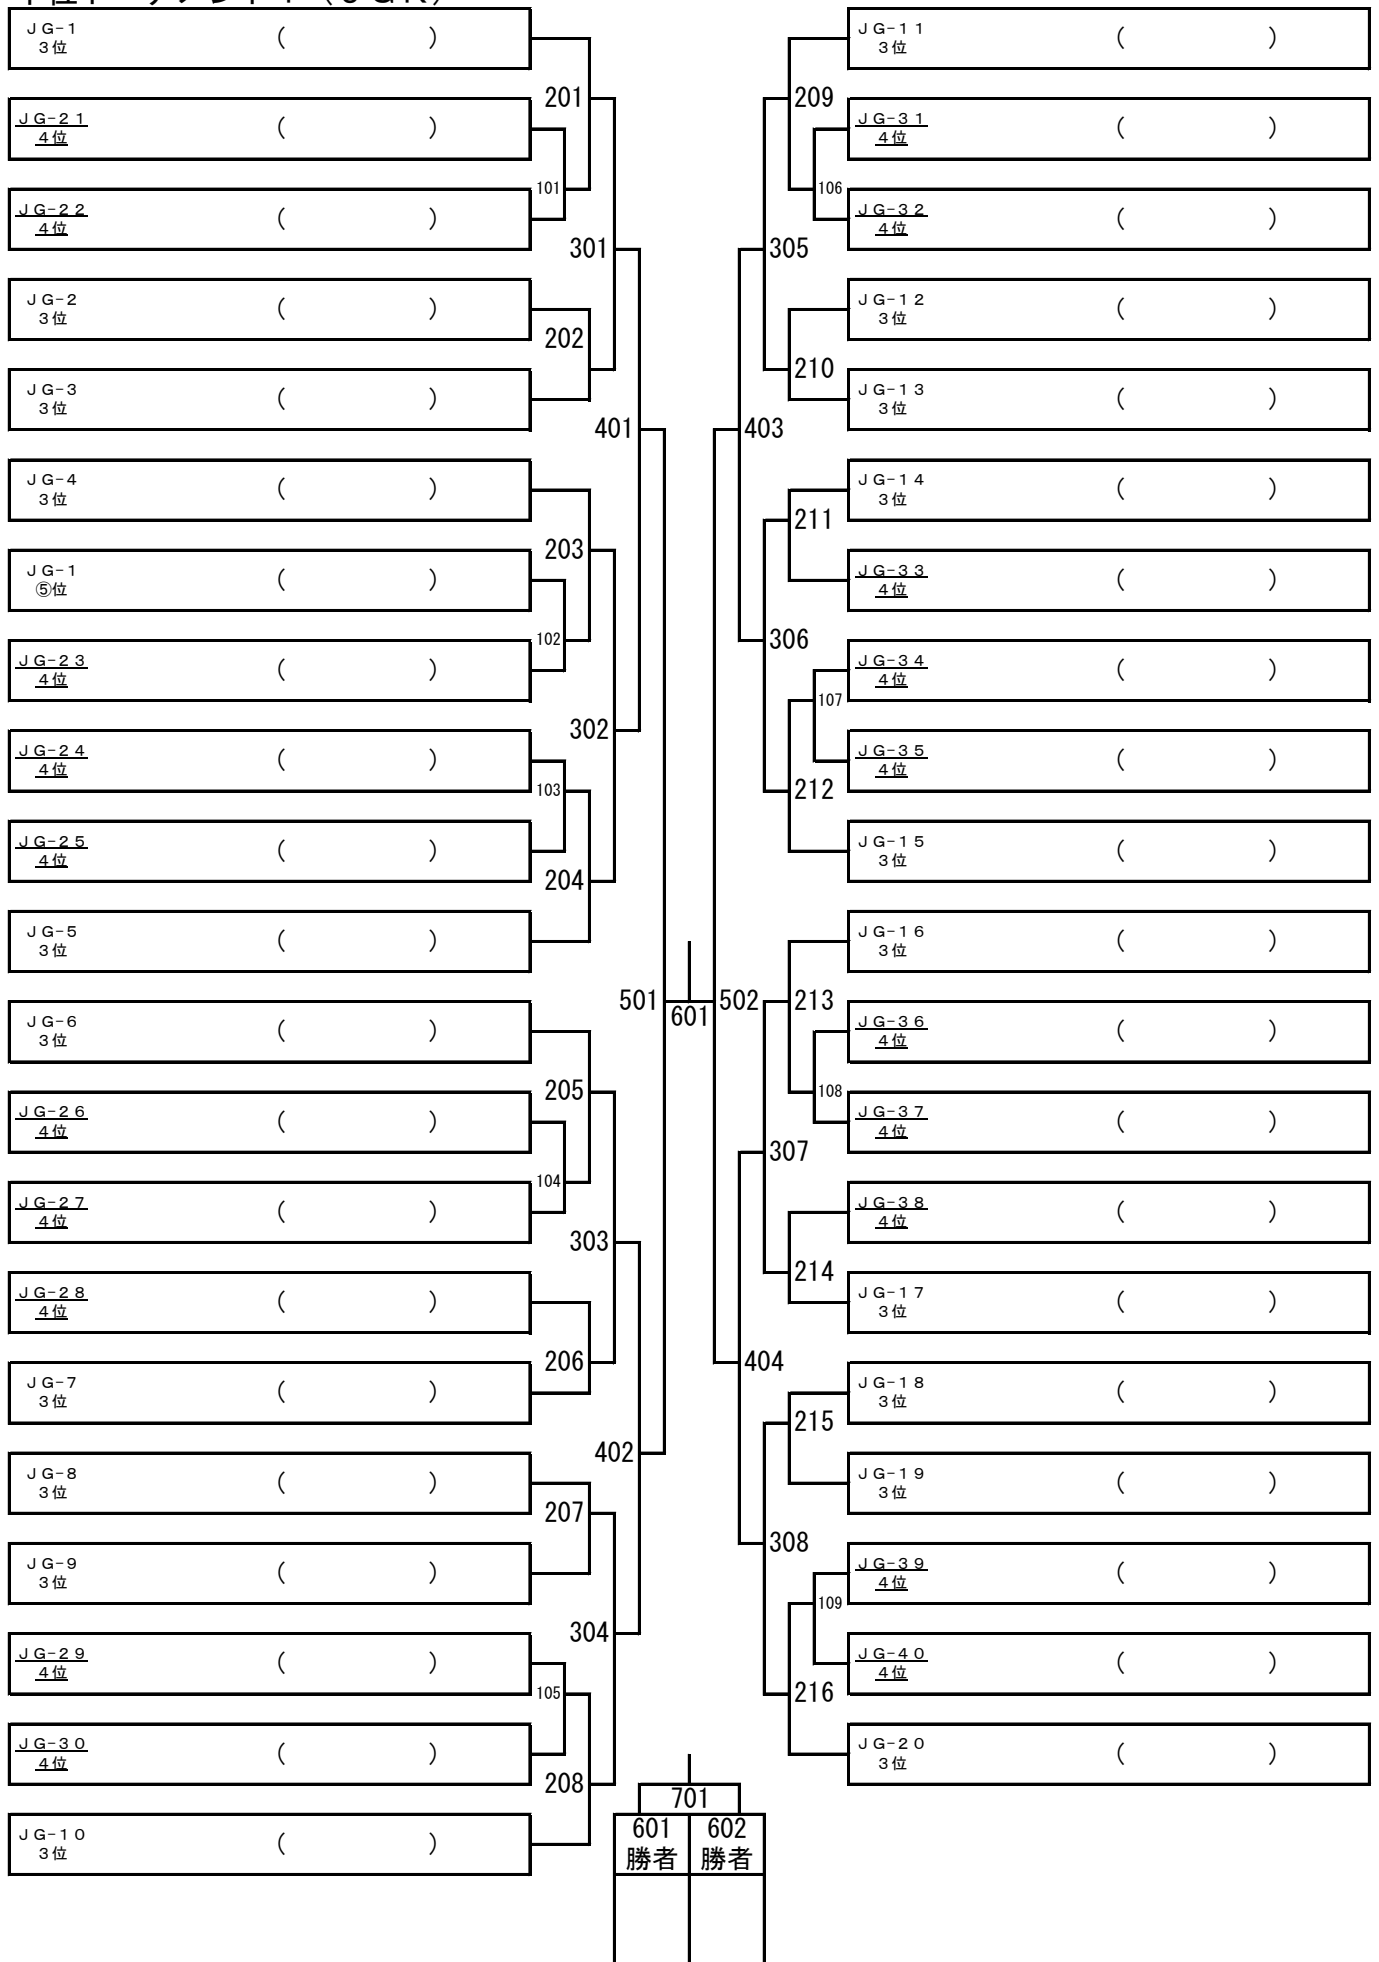 JG-1 ( )
3位
JG-21 ( )
4位
JG-22 ( )
4位
JG-2 ( )
3位
JG-3 ( )
3位
JG-4 ( )
3位
JG-1 ( )
⑤位
JG-23 ( )
4位
JG-24 ( )
4位
JG-25 ( )
4位
JG-5 ( )
3位
JG-6 ( )
3位
JG-26 ( )
4位
JG-27 ( )
4位
JG-28 ( )
4位
JG-7 ( )
3位
JG-8 ( )
3位
JG-9 ( )
3位
JG-29 ( )
4位
JG-30 ( )
4位
JG-10 ( )
3位
201
101
301
202
401
203
102
302
103
204
501
205
104
303
206
402
207
304
105
208
601
701
601
勝者
602
勝者
502
209
106
305
210
403
211
306
107
212
213
108
307
214
404
215
308
109
216
JG-11 ( )
3位
JG-31 ( )
4位
JG-32 ( )
4位
JG-12 ( )
3位
JG-13 ( )
3位
JG-14 ( )
3位
JG-33 ( )
4位
JG-34 ( )
4位
JG-35 ( )
4位
JG-15 ( )
3位
JG-16 ( )
3位
JG-36 ( )
4位
JG-37 ( )
4位
JG-38 ( )
4位
JG-17 ( )
3位
JG-18 ( )
3位
JG-19 ( )
3位
JG-39 ( )
4位
JG-40 ( )
4位
JG-20 ( )
3位